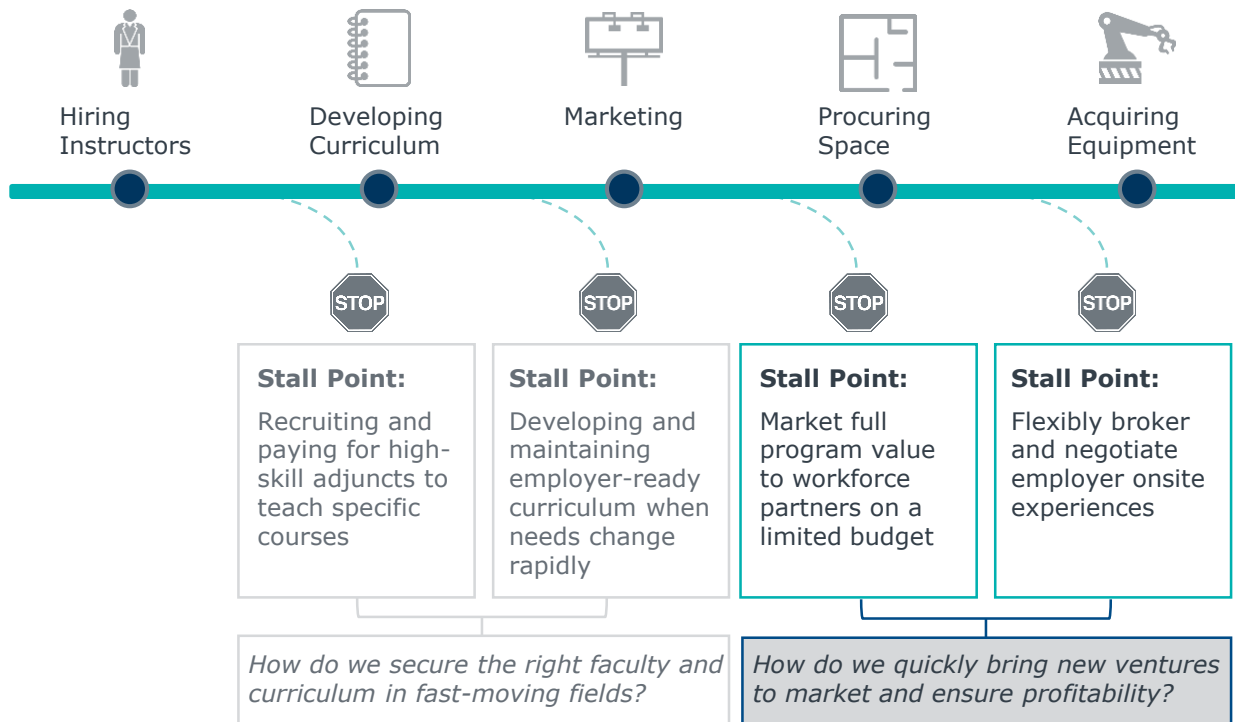 Hiring
Instructors
Developing
Curriculum
Marketing
Procuring
Space
Acquiring
Equipment
STOP
STOP
STOP
STOP
Stall Point:
Recruiting and
paying for high-
skill adjuncts to
teach specific
courses
Stall Point:
Developing and
maintaining
employer-ready
curriculum when
needs change
rapidly
Stall Point:
Market full
program value
to workforce
partners on a
limited budget
Stall Point:
Flexibly broker
and negotiate
employer onsite
experiences
How do we secure the right faculty and
curriculum in fast-moving fields?
How do we quickly bring new ventures
to market and ensure profitability?